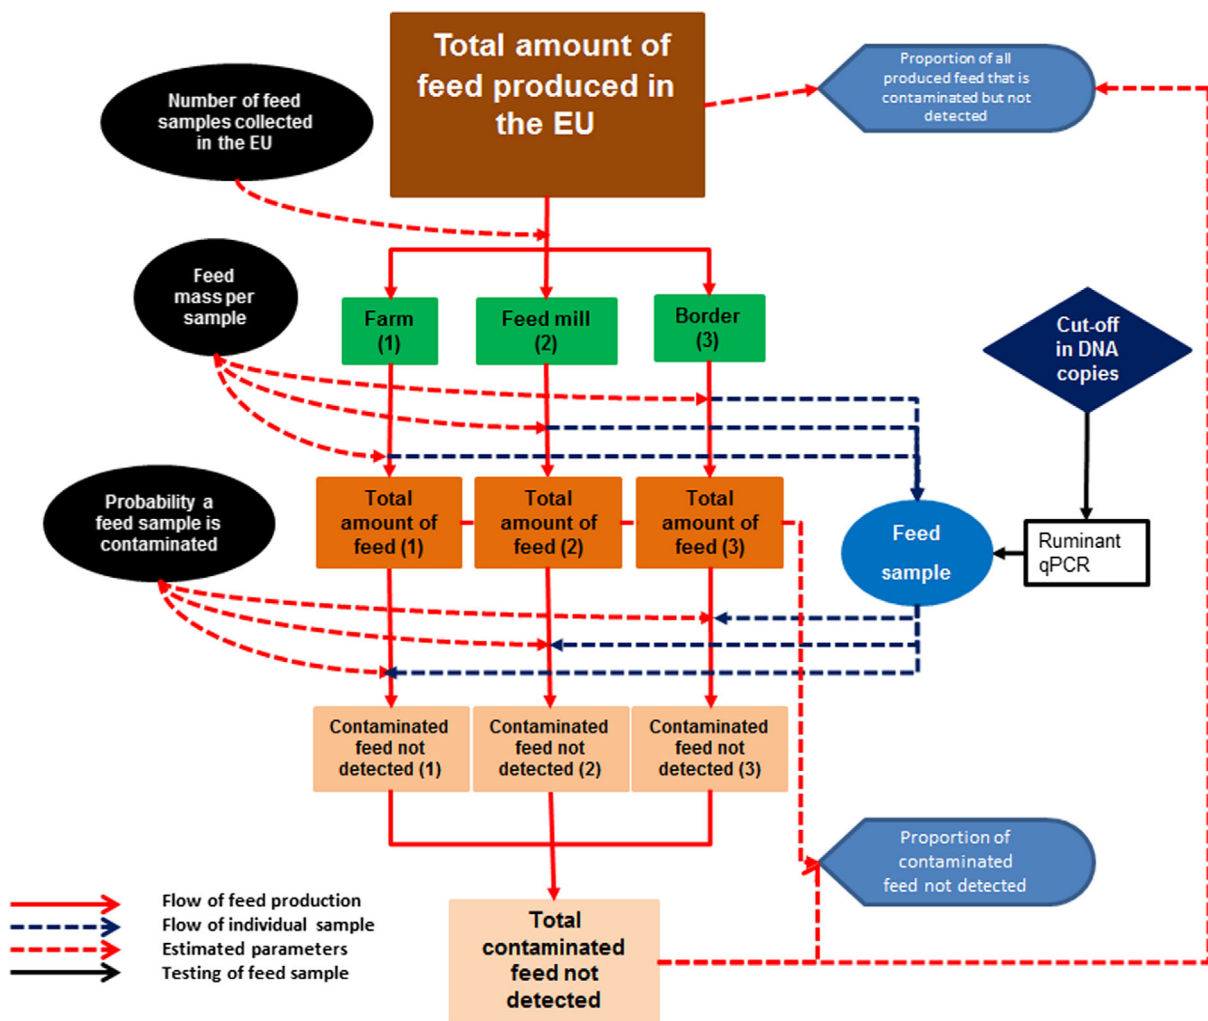 Total amount of
feed produced in
the EU
Proportion of all
produced feed that is
contaminated but not
detected
Number of feed
samples collected
in the EU
Feed
mass per
sample
Farm
(1)
Feed mill
(2)
Border
(3)
Cut-off
in DNA
copies
Probability a
feed sample is
contaminated
Total
amount of
feed (1)
Total
amount of
feed (2)
Total
amount of
feed (3)
Feed
sample
Ruminant
qPCR
Contaminated
feed not
detected (1)
Contaminated
feed not
detected (2)
Contaminated
feed not
detected (3)
Proportion of
contaminated
feed not detected
Flow of feed production
Flow of individual sample
Estimated parameters
Testing of feed sample
Total
contaminated
feed not
detected